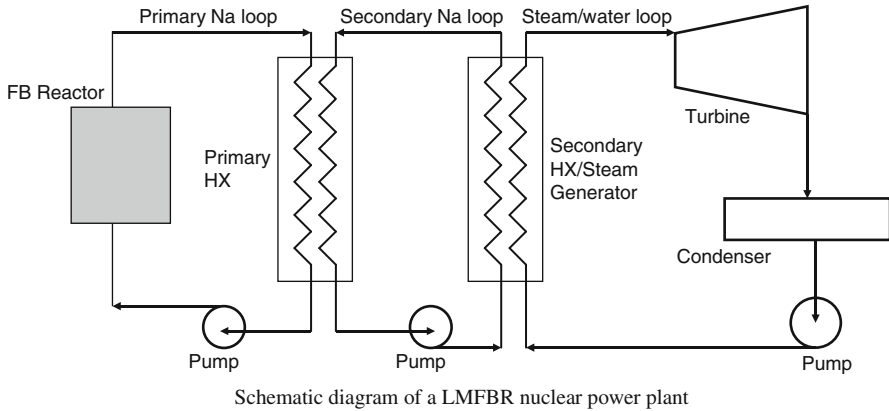 Primary Na loop
Secondary Na loop
Steam/water loop
FB Reactor
Turbine
Primary
HX
Secondary
HX/Steam
Generator
Condenser
Pump
Pump
Pump
Schematic diagram of a LMFBR nuclear power plant